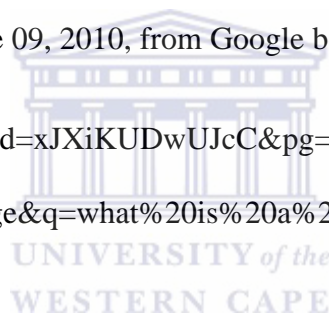 e 09, 2010, from Google b
d=xJXiKUDwUJcC&pg=
ge&q=what%20is%20a%2
UNIVERSITY of the
WESTERN CAPE